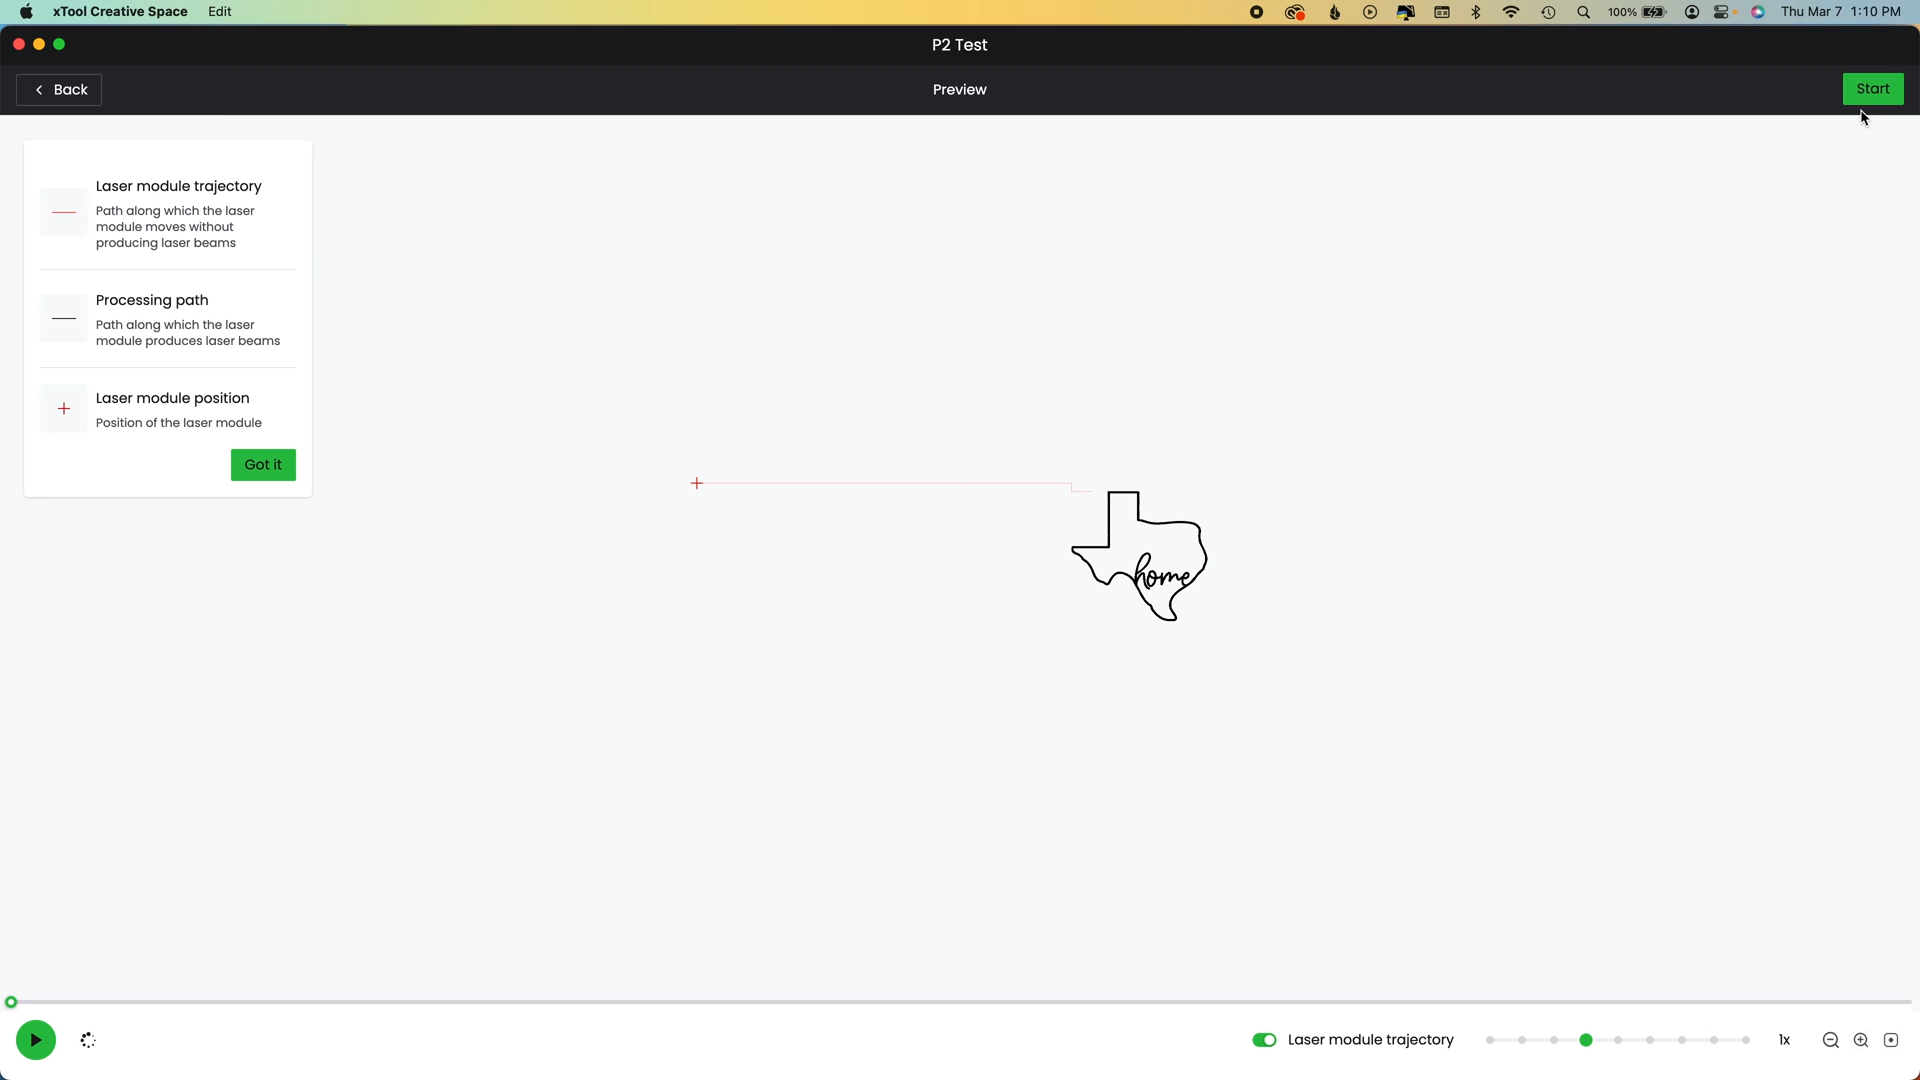 xTool Creative Space Edit
100% Thu Mar 7 1:10 PM
P2 Test
Back
Preview
Start
Laser module trajectory
Path along which the laser
module moves without
producing laser beams
Processing path
Path along which the laser
module produces laser beams
Laser module position
Position of the laser module
Got it
home
Laser module trajectory
1x